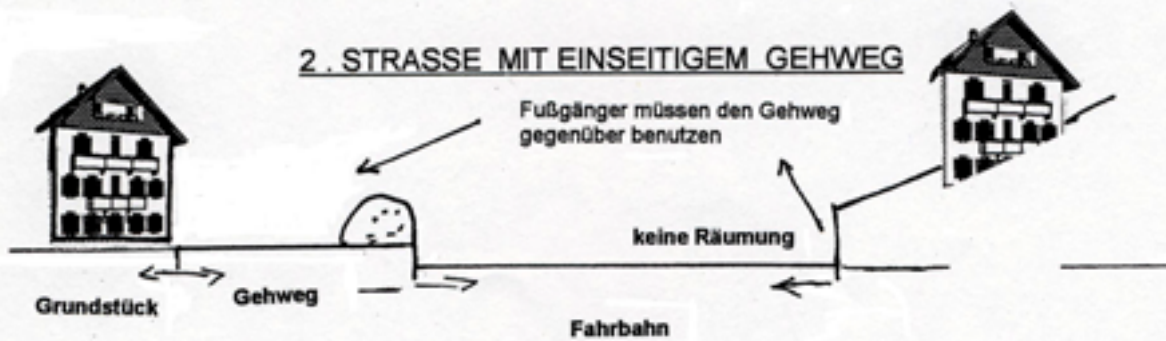 2 . STRASSE MIT EINSEITIGEM GEHWEG
Fußgänger müssen den Gehweg
gegenüber benutzen
keine Räumung
Grundstück
Gehweg
Fahrbahn